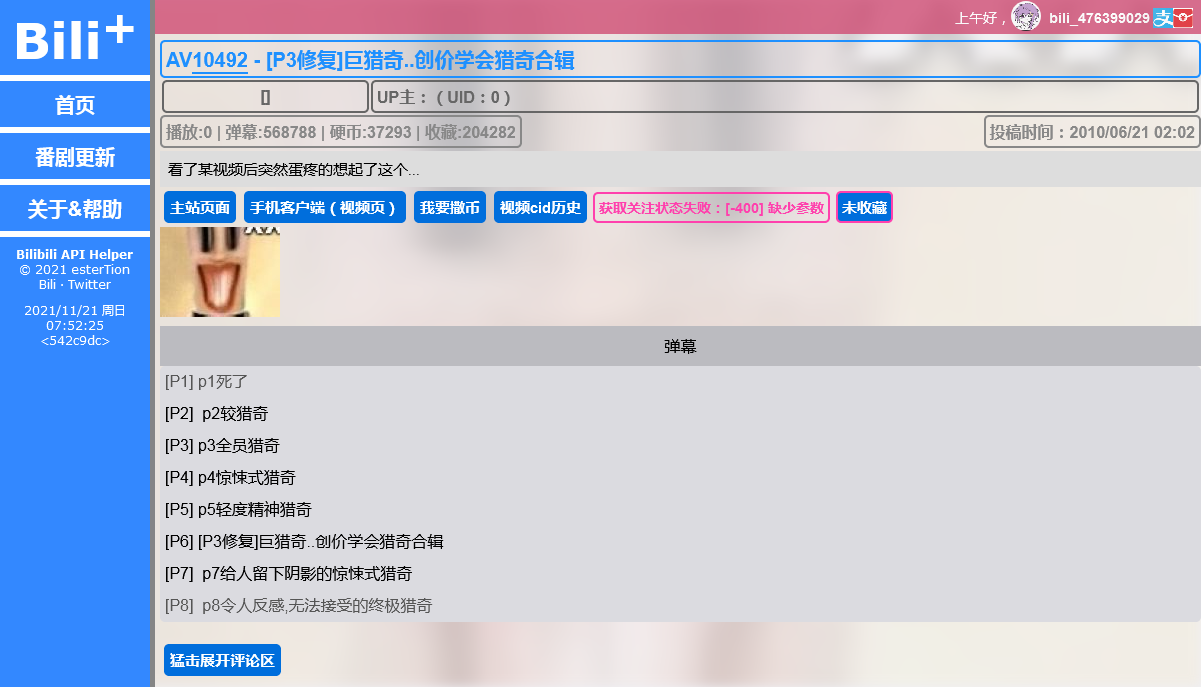 Bili+
首页
番剧更新
关于&帮助
Bilibili API Helper
© 2021 esterTion
Bili · Twitter
2021/11/21 周日
07:52:25
<542c9dc>
上午好，bili_476399029 支
AV10492 - [P3修复]巨猎奇..创价学会猎奇合辑
[] UP主：（UID：0）
播放:0 | 弹幕:568788 | 硬币:37293 | 收藏:204282 投稿时间：2010/06/21 02:02
看了某视频后突然蛋疼的想起了这个...
主站页面 手机客户端（视频页） 我要撒币 视频cid历史 获取关注状态失败：[-400] 缺少参数 未收藏
弹幕
[P1] p1死了
[P2] p2较猎奇
[P3] p3全员猎奇
[P4] p4惊悚式猎奇
[P5] p5轻度精神猎奇
[P6] [P3修复]巨猎奇..创价学会猎奇合辑
[P7] p7给人留下阴影的惊悚式猎奇
[P8] p8令人反感,无法接受的终极猎奇
猛击展开评论区